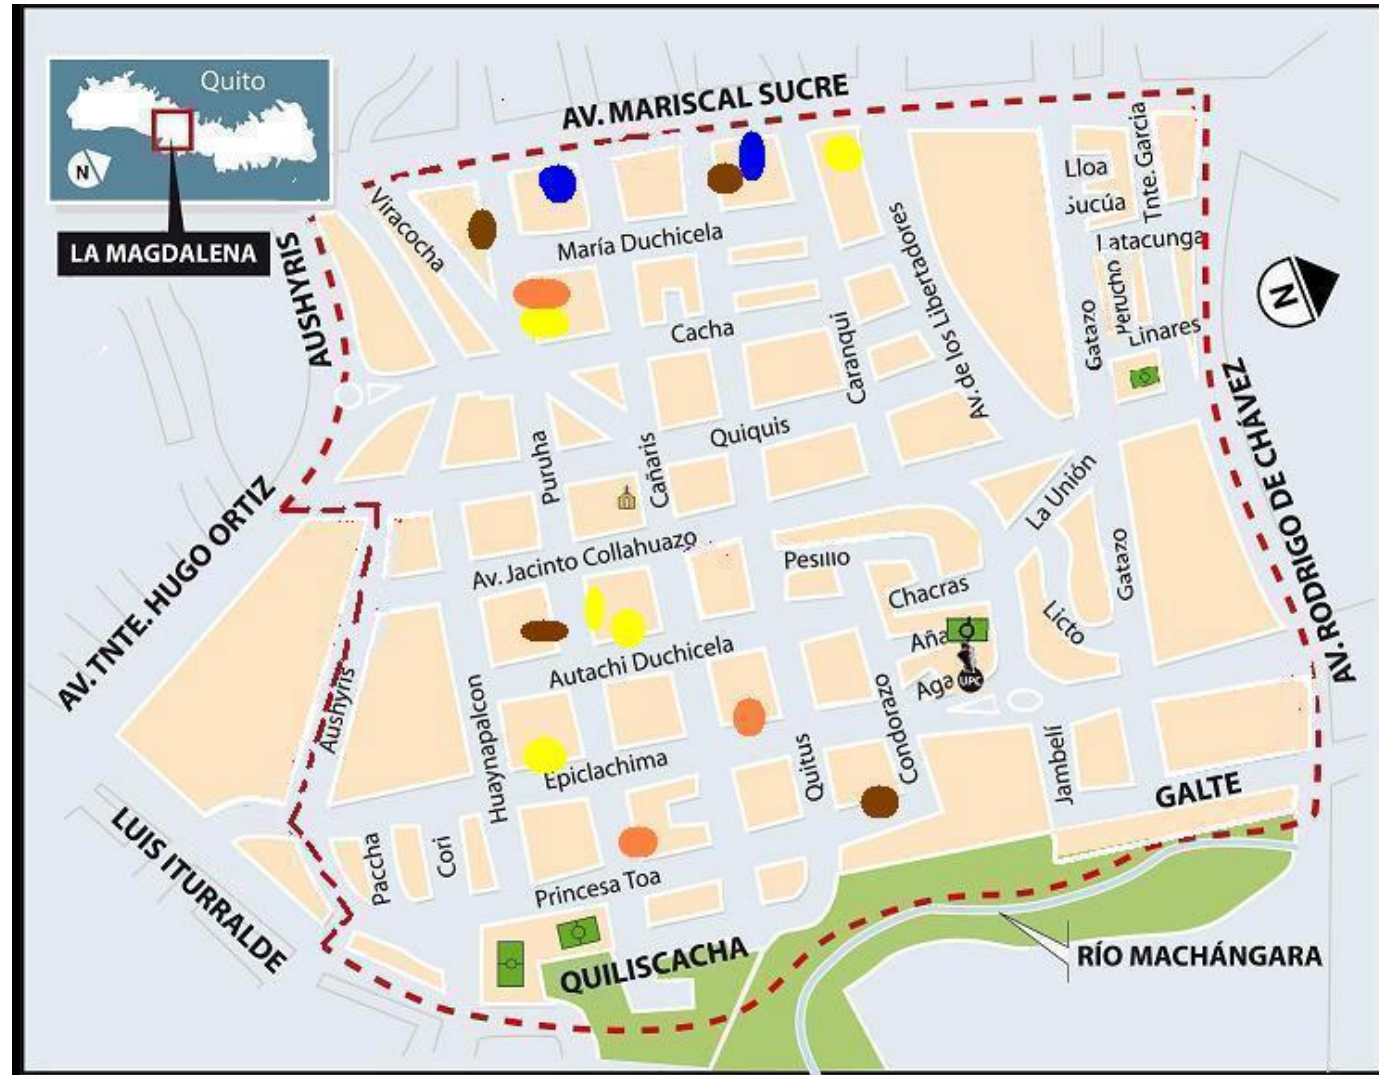 Quito
N
LA MAGDALENA
AV. MARISCAL SUCRE
Viracocha
AUSHYRIS
María Duchicela
Cacha
Caranqui
Av. de los Libertadores
Lloa
Sucúa
Tnte. Garcia
Latacunga
Perucho
Gatazo
Linares
N
Quiquis
Puruha
Cañaris
AV. TNTE. HUGO ORTIZ
Av. Jacinto Collahuazo
Pesillo
La Unión
Gatazo
Chacras
Licto
Aña
Aga
UPC
AV. RODRIGO DE CHÁVEZ
Autachi Duchicela
Aushyris
Huaynapalcon
Epiclachima
Quitus
Condorazo
Jambelí
GALTE
LUIS ITURRALDE
Paccha
Cori
Princesa Toa
QUILISCACHA
RÍO MACHÁNGARA